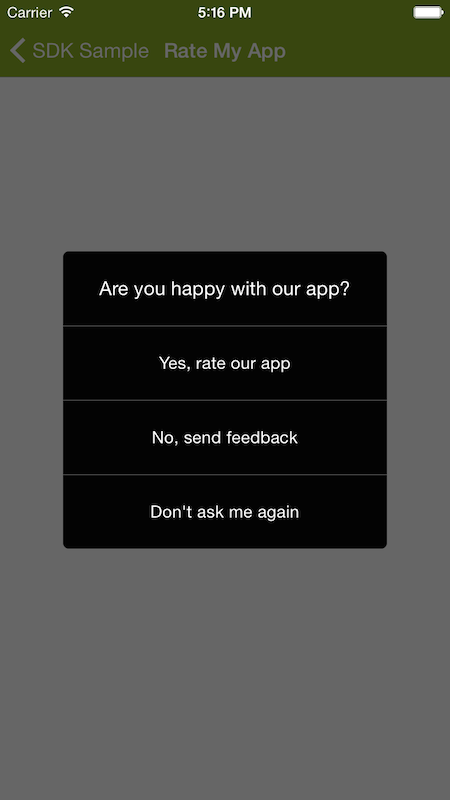 Carrier 5:16 PM
SDK Sample Rate My App
Are you happy with our app?
Yes, rate our app
No, send feedback
Don't ask me again